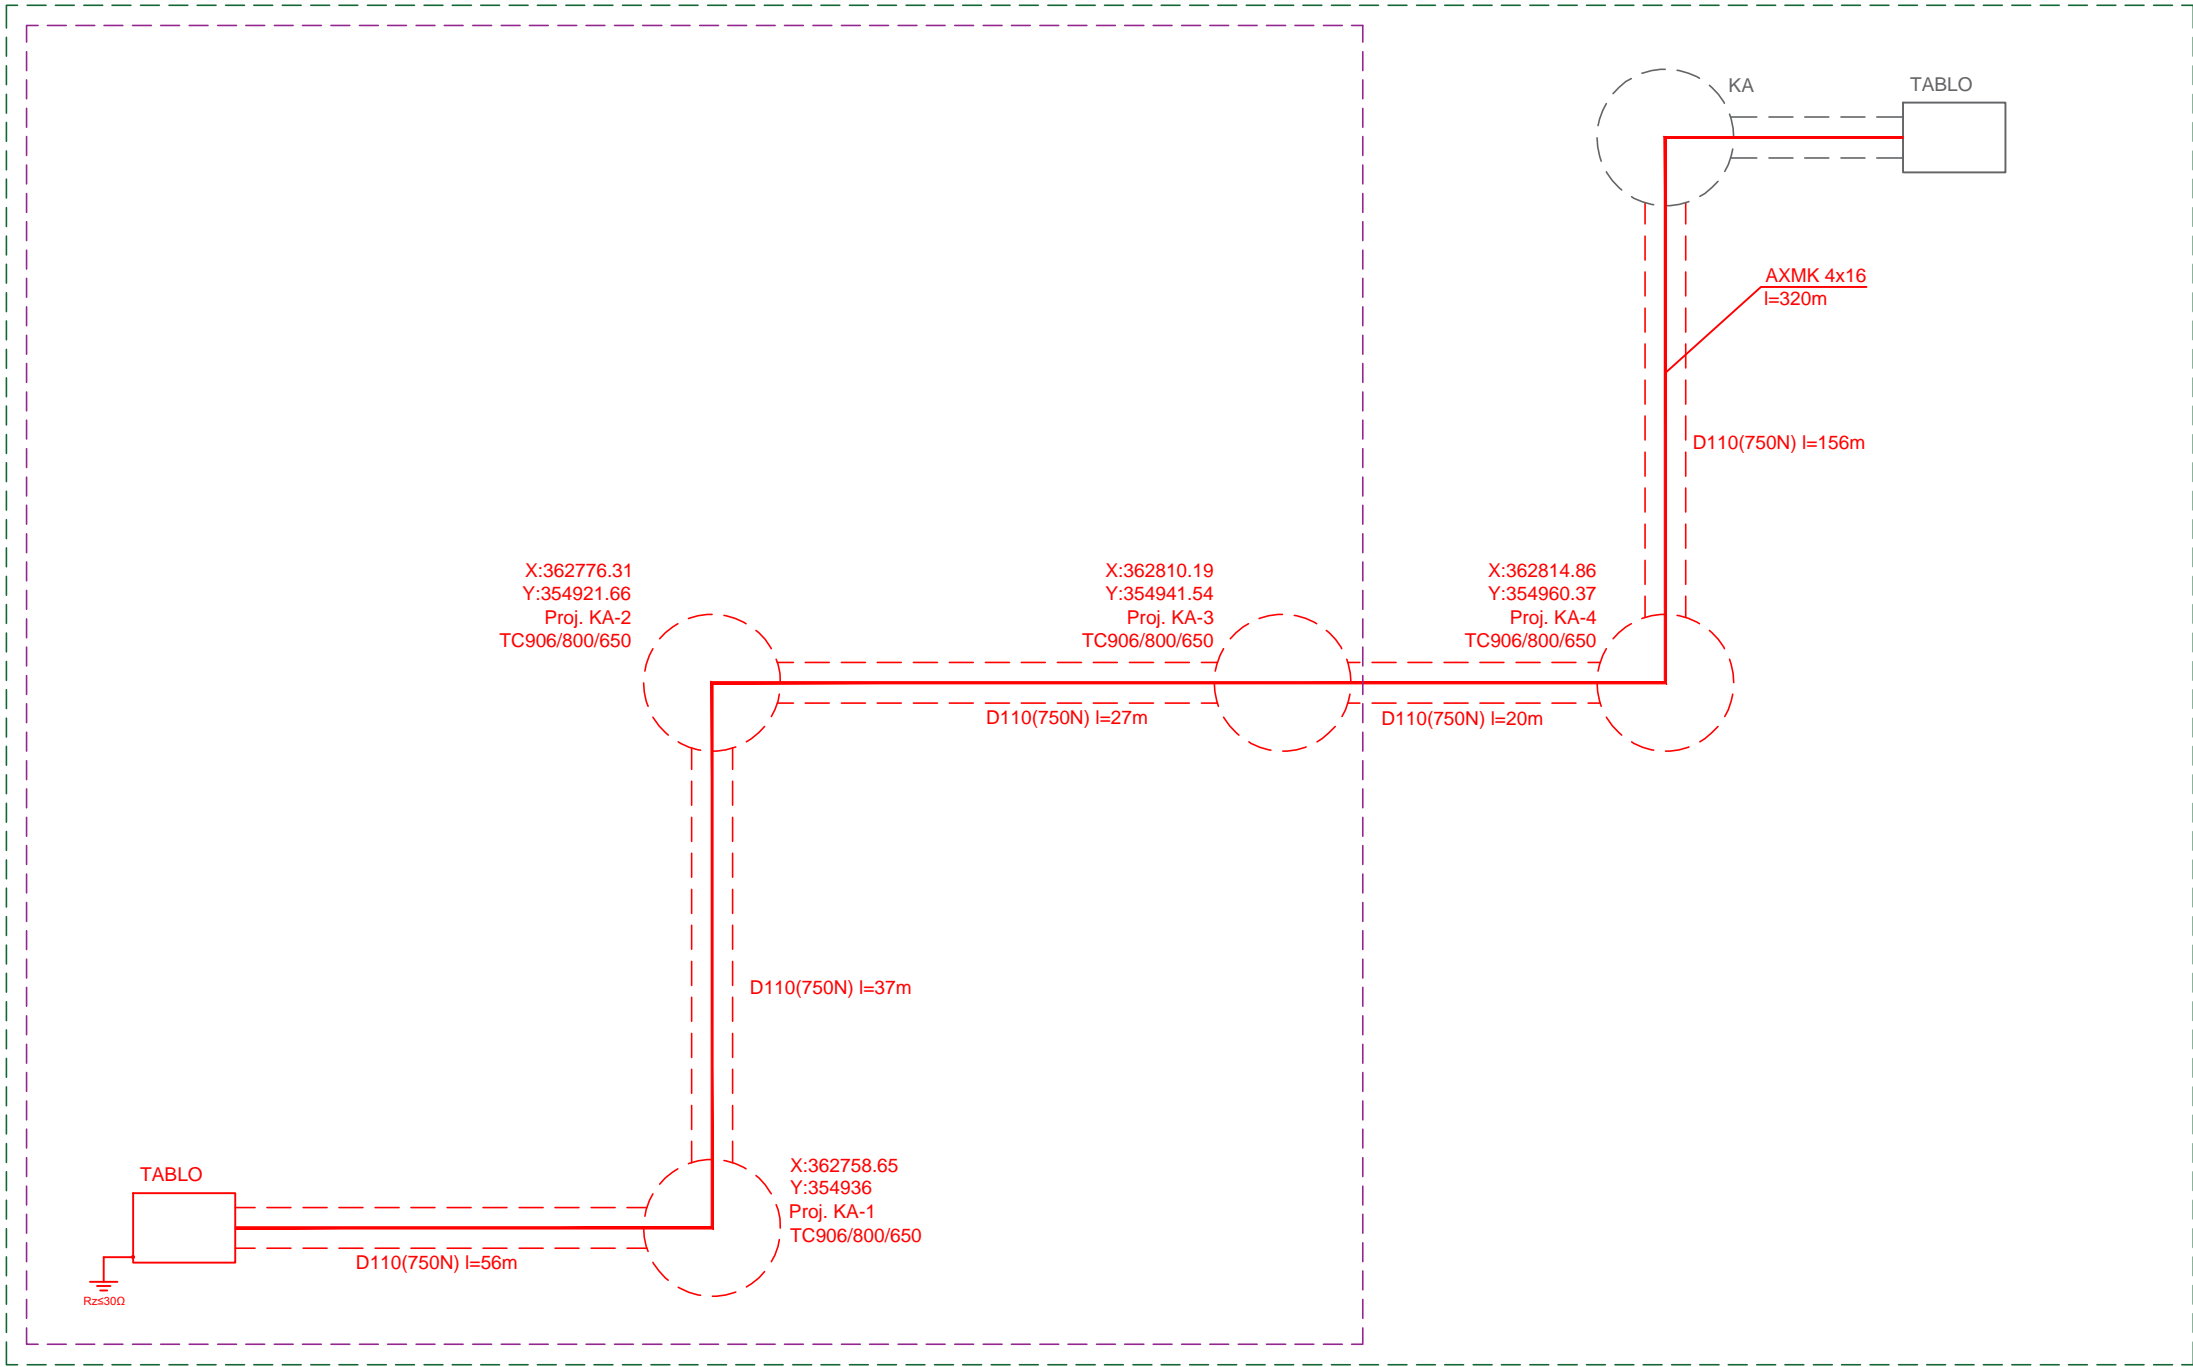 KA
TABLO
AXMK 4x16
l=320m
D110(750N) l=156m
X:362776.31
Y:354921.66
Proj. KA-2
TC906/800/650
X:362810.19
Y:354941.54
Proj. KA-3
TC906/800/650
X:362814.86
Y:354960.37
Proj. KA-4
TC906/800/650
D110(750N) l=27m
D110(750N) l=20m
D110(750N) l=37m
TABLO
X:362758.65
Y:354936
Proj. KA-1
TC906/800/650
D110(750N) l=56m
Rz≤30Ω